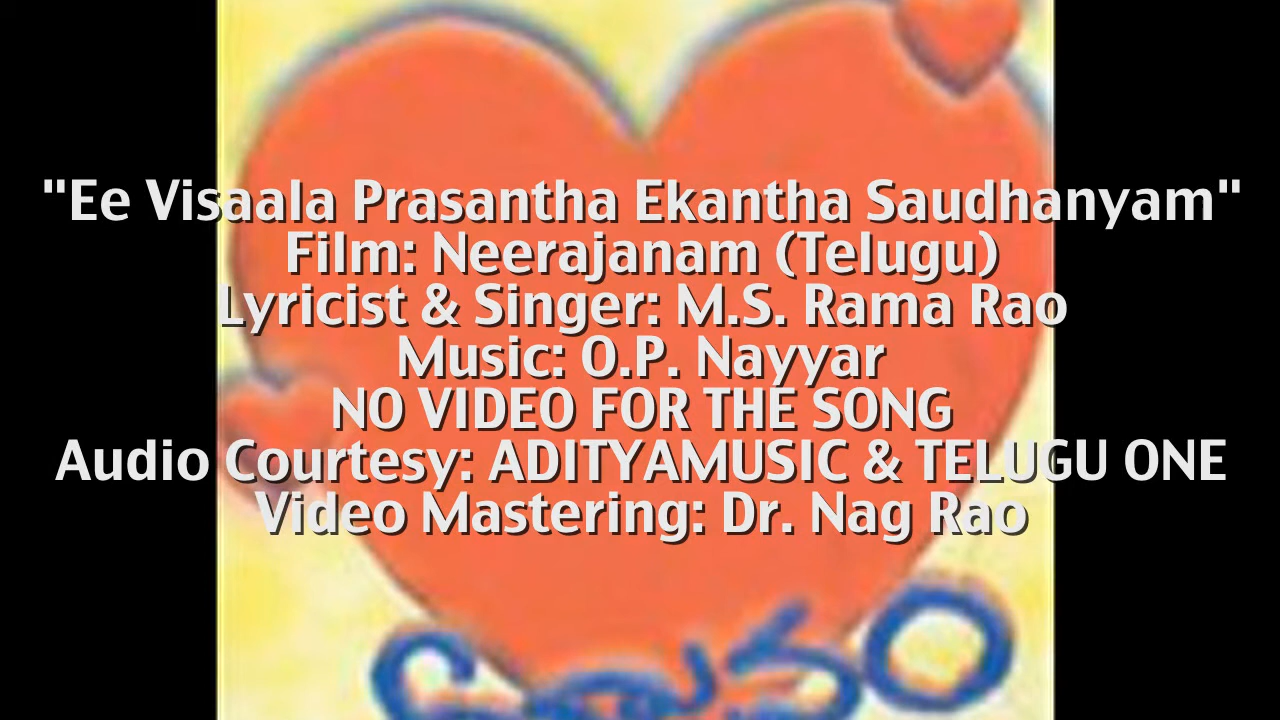 "Ee Visaala Prasantha Ekantha Saudhanyam"
Film: Neerajanam (Telugu)
Lyricist & Singer: M.S. Rama Rao
Music: O.P. Nayyar
NO VIDEO FOR THE SONG
Audio Courtesy: ADITYAMUSIC & TELUGU ONE
Video Mastering: Dr. Nag Rao